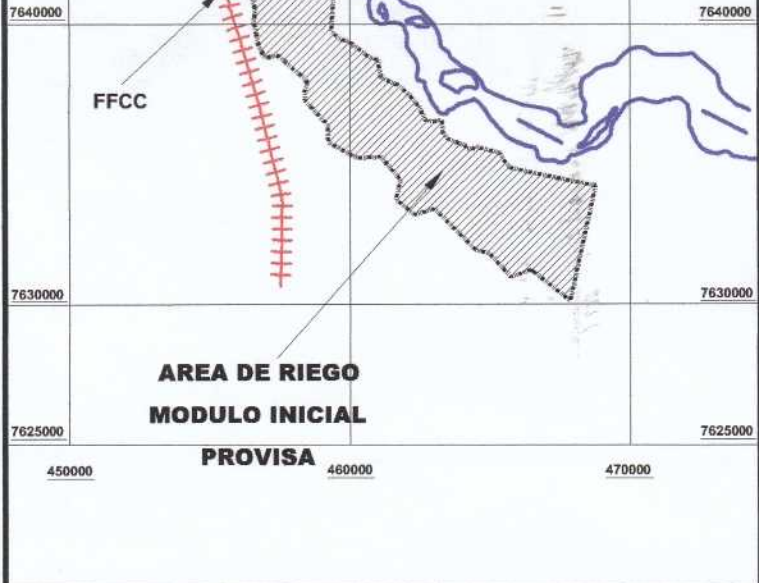 7640000 7640000
FFCC
7630000 7630000
AREA DE RIEGO
MODULO INICIAL
PROVISA
7625000 7625000
450000 460000 470000